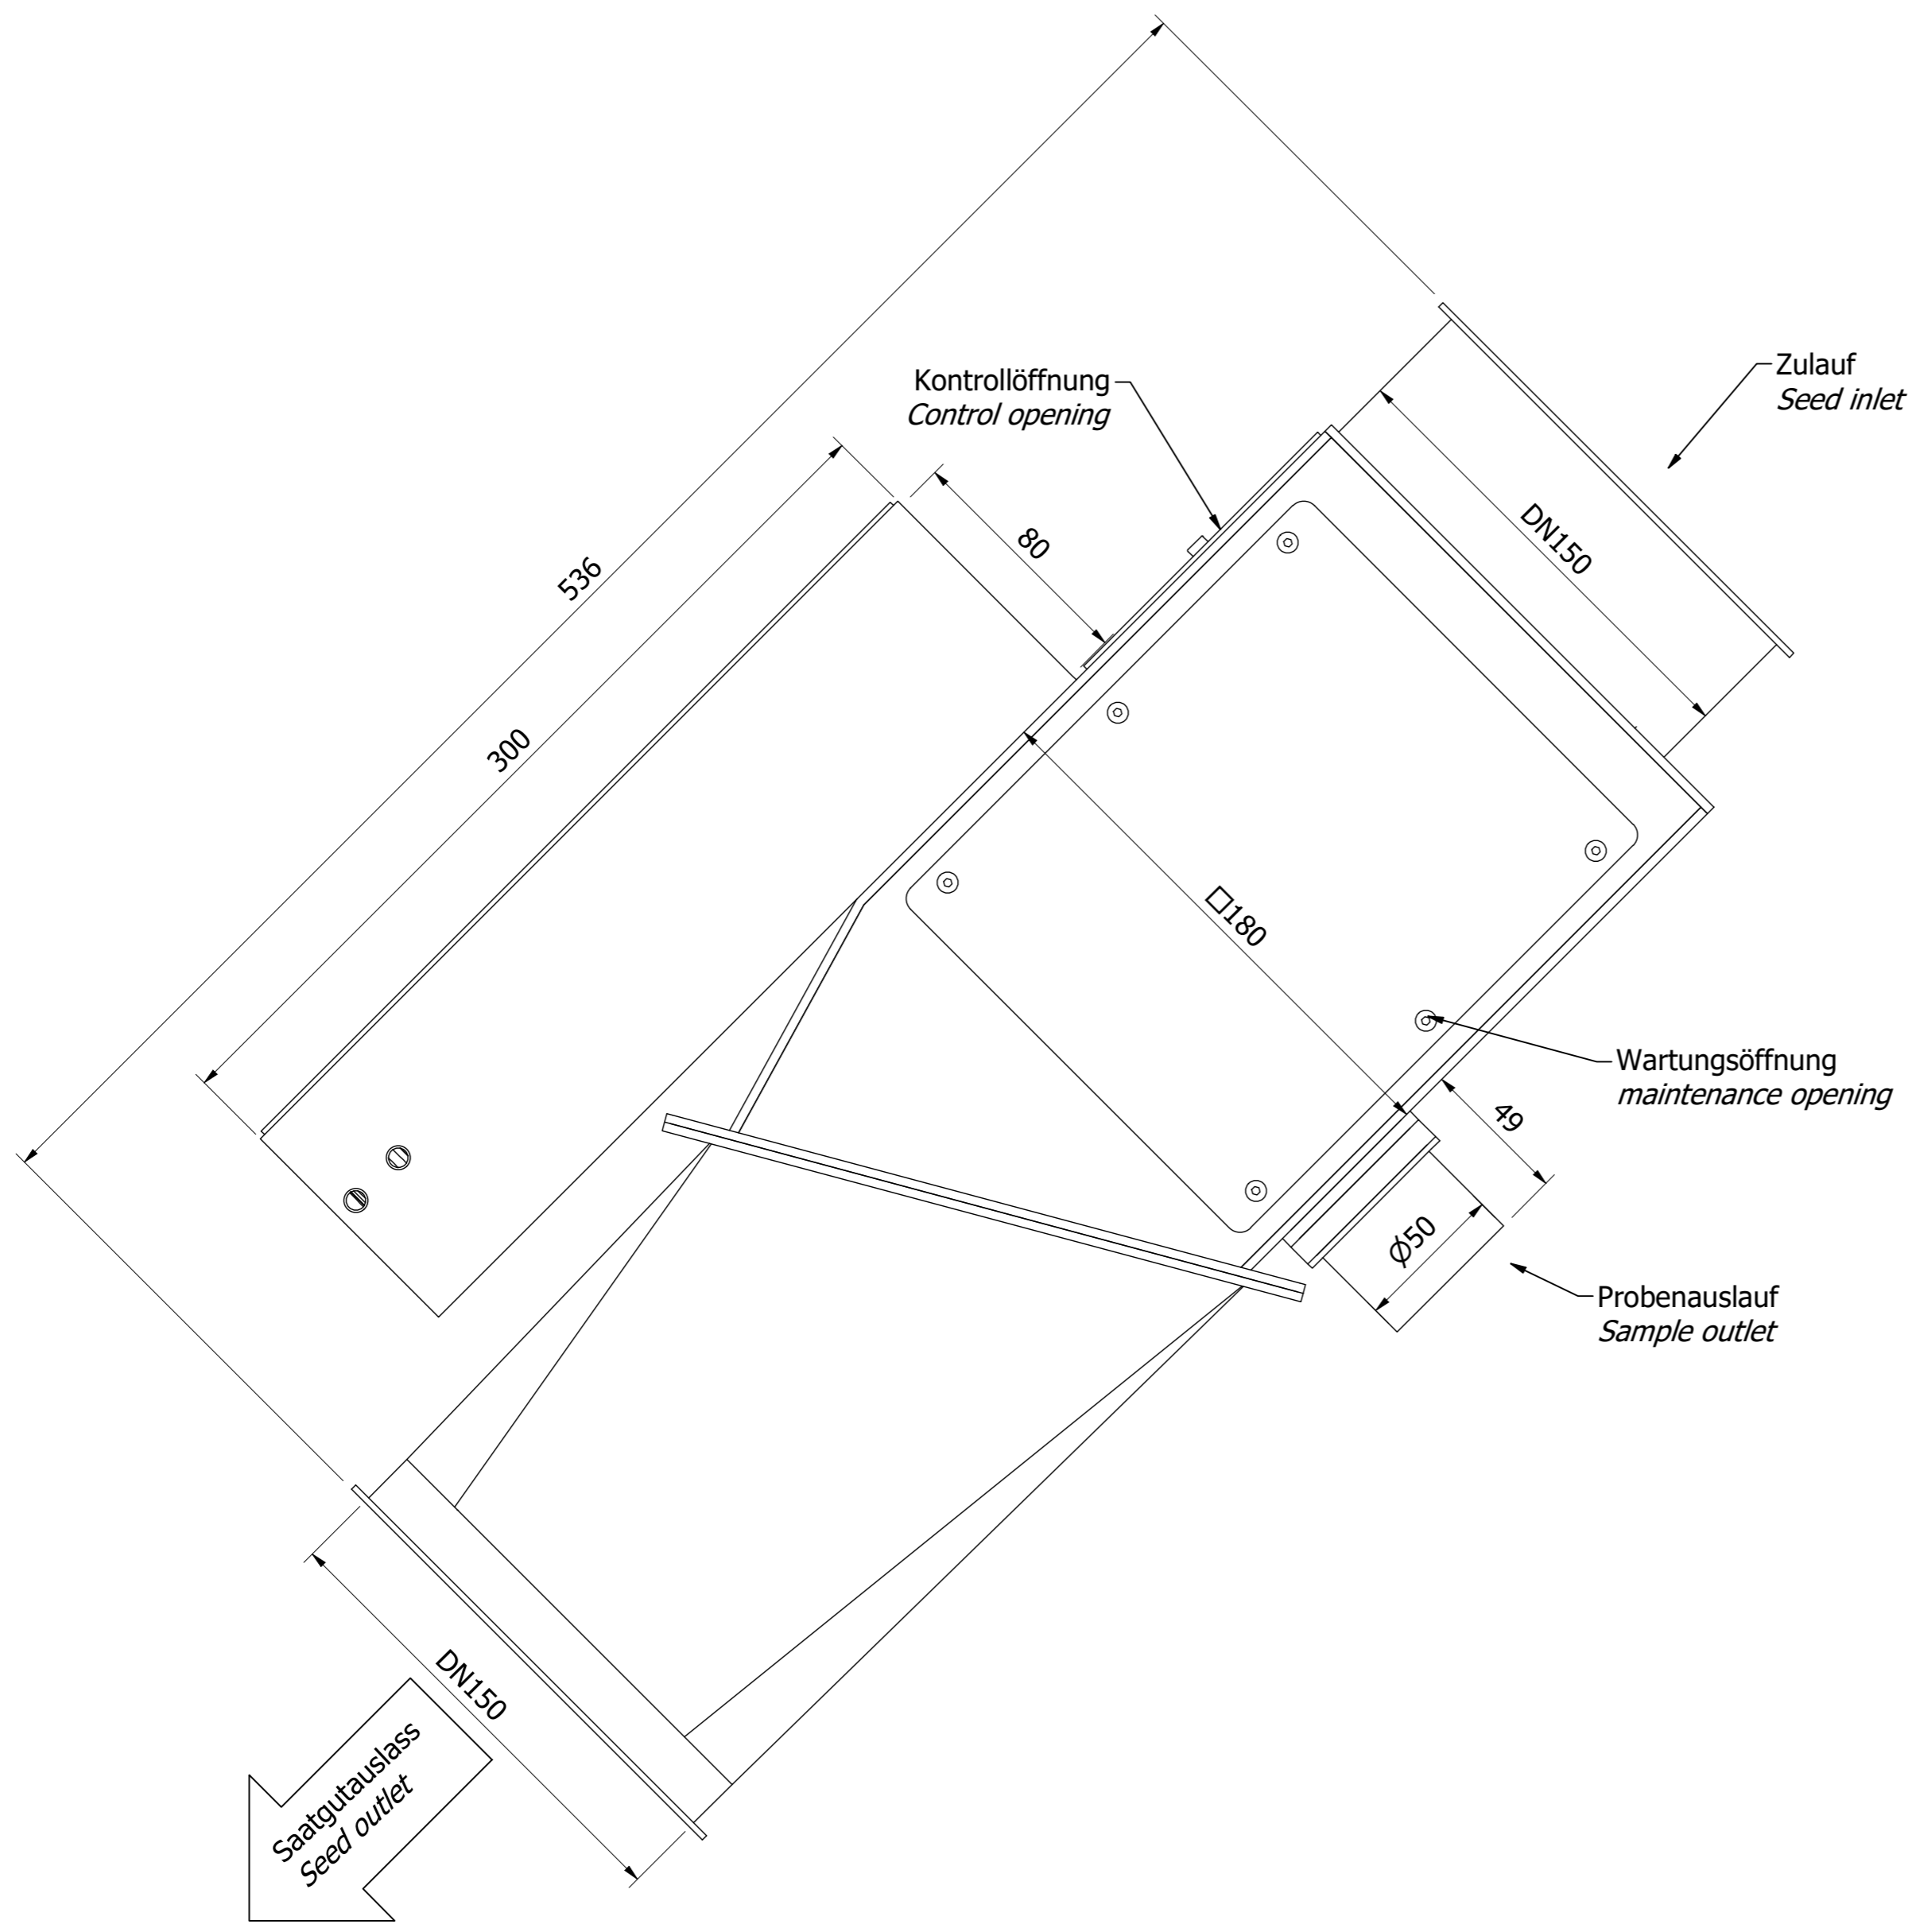 Zulauf
Seed inlet
Kontrollöffnung
Control opening
DN150
80
536
300
□180
Wartungsöffnung
maintenance opening
49
Ø50
Probenauslauf
Sample outlet
DN150
Saatgutauslass
Seed outlet